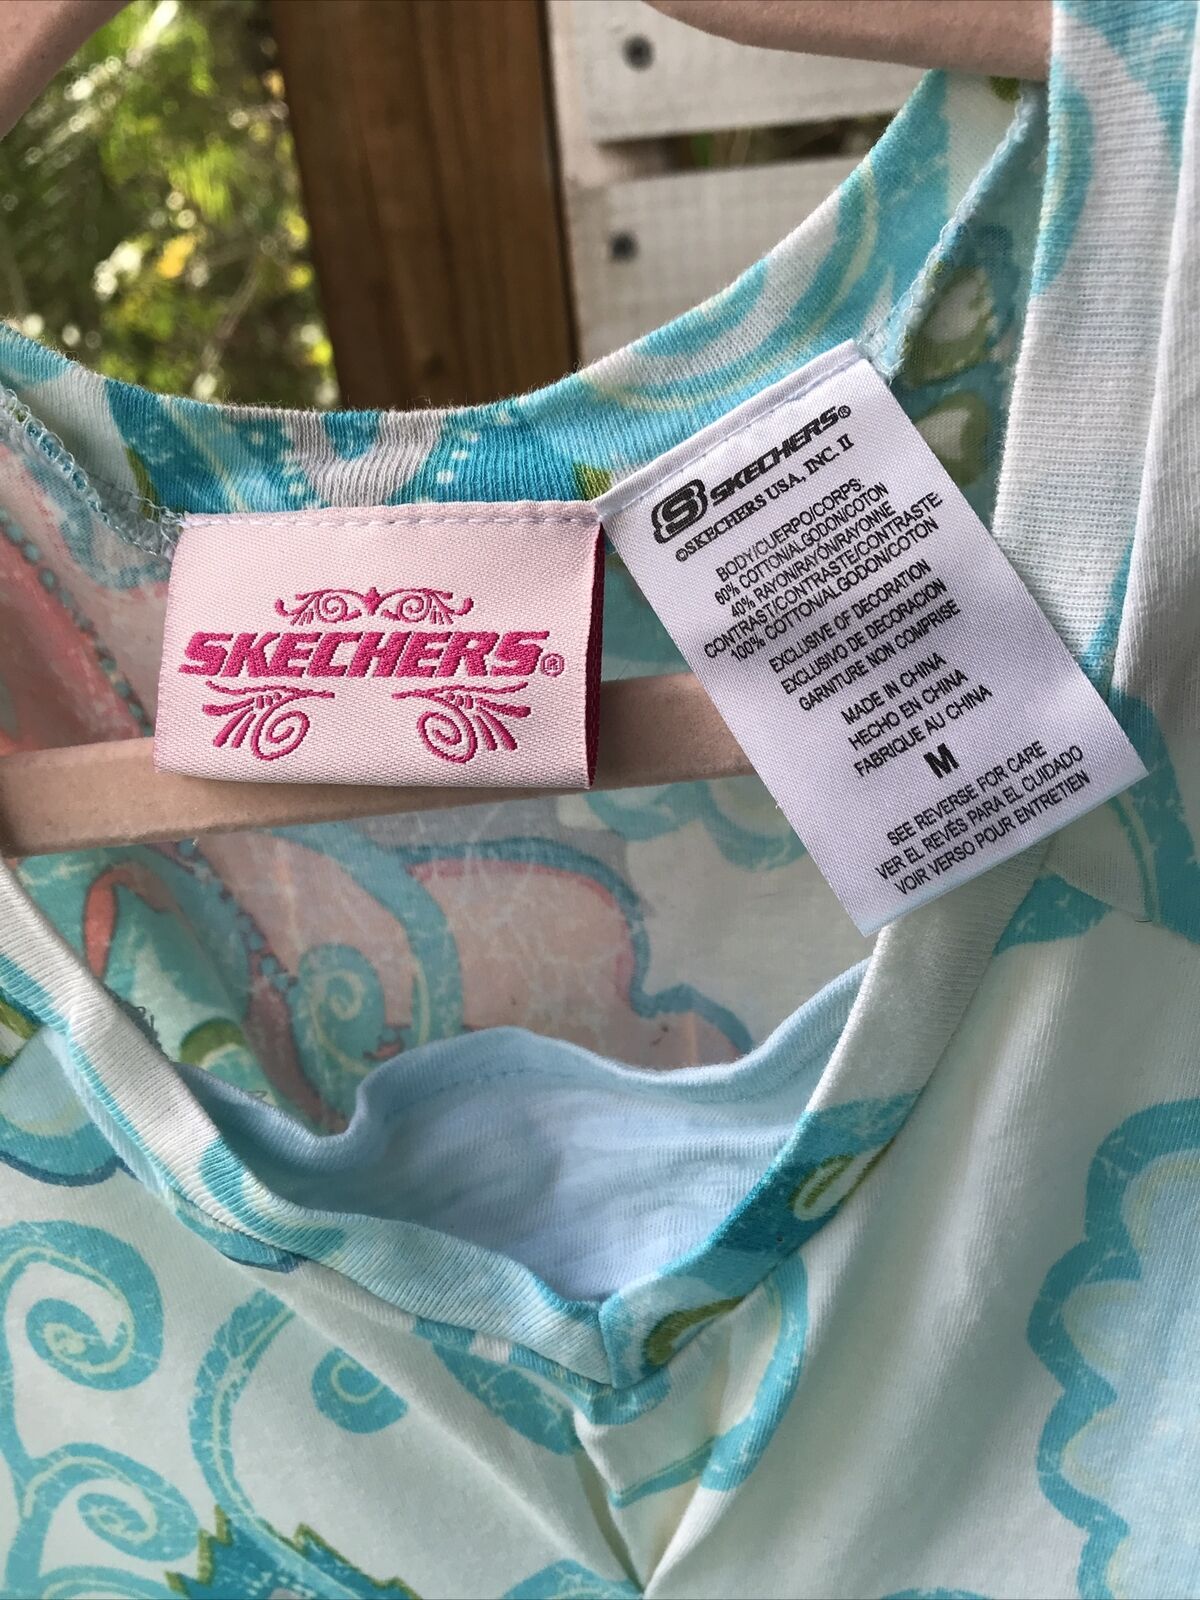 SKECHERS®
S SKECHERS®
©SKECHERS USA, INC. II
BODY/CUERPO/CORPS:
60% COTTON/ALGODON/COTON
40% RAYON/RAYÓN/RAYONNE
CONTRAST/CONTRASTE/CONTRASTE:
100% COTTON/ALGODON/COTON
EXCLUSIVE OF DECORATION
EXCLUSIVO DE DECORACION
GARNITURE NON COMPRISE
MADE IN CHINA
HECHO EN CHINA
FABRIQUE AU CHINA
M
SEE REVERSE FOR CARE
VER EL REVÉS PARA EL CUIDADO
VOIR VERSO POUR ENTRETIEN